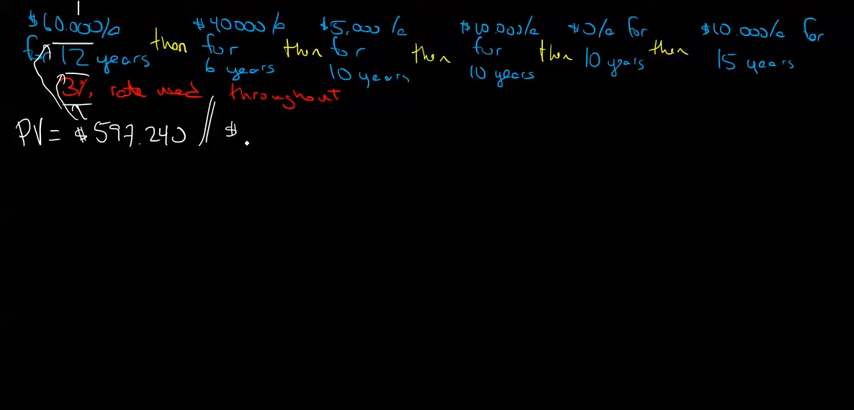 $60.000/a then $40000/a then $5.000/a then $10.000/a then $0/a for then $10.000/a for
for 12 years for 6 years for 10 years for 10 years 10 years 15 years
3% rate used throughout
PV = $597.240 // $.